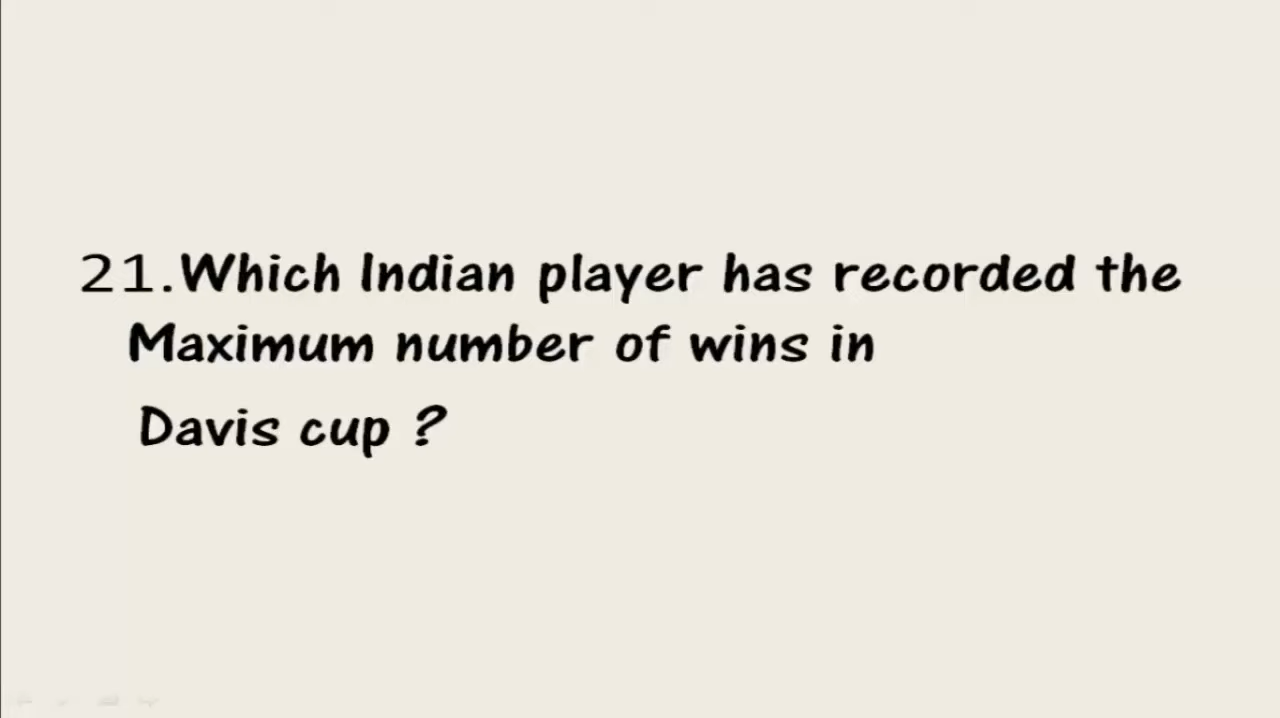 21.Which Indian player has recorded the
Maximum number of wins in
Davis cup ?